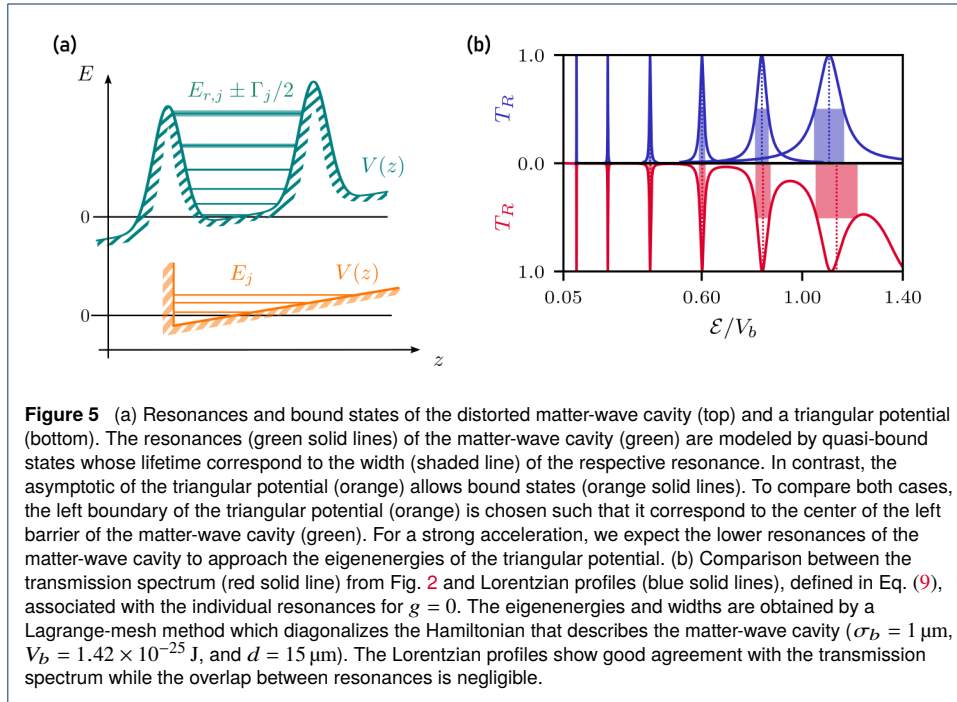 (a)
E
E_{r,j} ± Γ_j/2
V(z)
0
E_j
V(z)
0
z
(b)
1.0
T_R
0.0
T_R
1.0
0.05 0.60 1.00 1.40
ℰ/V_b
Figure 5 (a) Resonances and bound states of the distorted matter-wave cavity (top) and a triangular potential
(bottom). The resonances (green solid lines) of the matter-wave cavity (green) are modeled by quasi-bound
states whose lifetime correspond to the width (shaded line) of the respective resonance. In contrast, the
asymptotic of the triangular potential (orange) allows bound states (orange solid lines). To compare both cases,
the left boundary of the triangular potential (orange) is chosen such that it correspond to the center of the left
barrier of the matter-wave cavity (green). For a strong acceleration, we expect the lower resonances of
the matter-wave cavity to approach the eigenenergies of the triangular potential. (b) Comparison between the
transmission spectrum (red solid line) from Fig. 2 and Lorentzian profiles (blue solid lines), defined in Eq. (9),
associated with the individual resonances for g = 0. The eigenenergies and widths are obtained by a
Lagrange-mesh method which diagonalizes the Hamiltonian that describes the matter-wave cavity (σ_b = 1 μm,
V_b = 1.42 × 10^{−25} J, and d = 15 μm). The Lorentzian profiles show good agreement with the transmission
spectrum while the overlap between resonances is negligible.